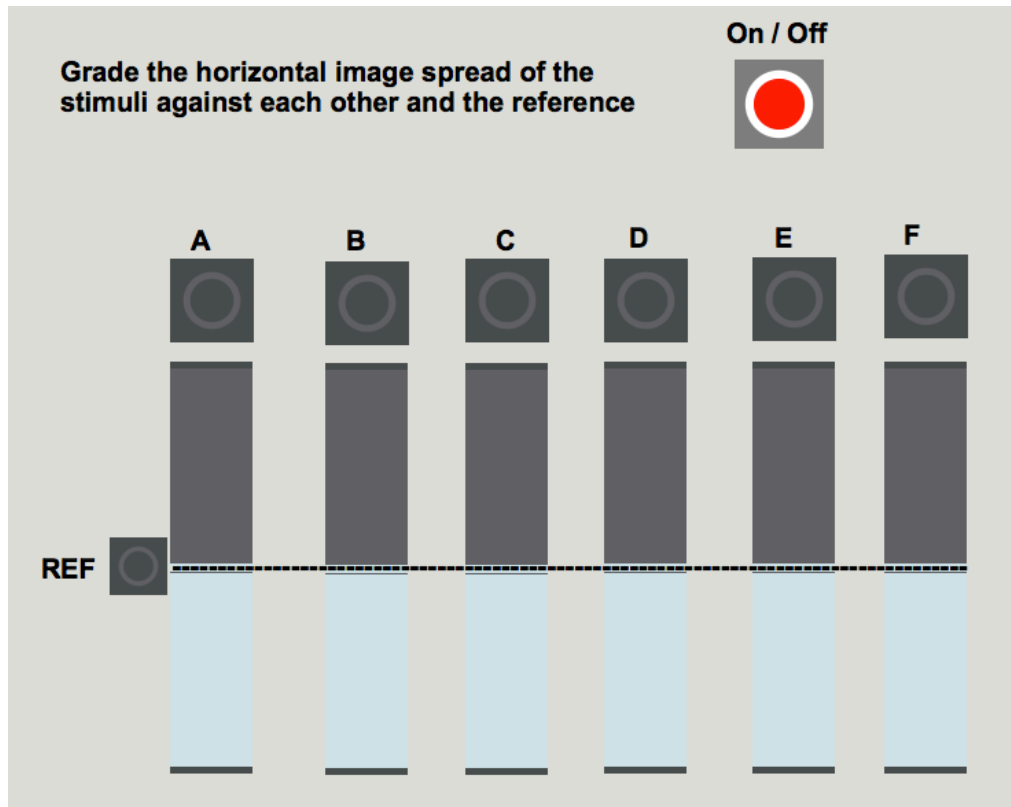 On / Off
Grade the horizontal image spread of the
stimuli against each other and the reference
A B C D E F
REF